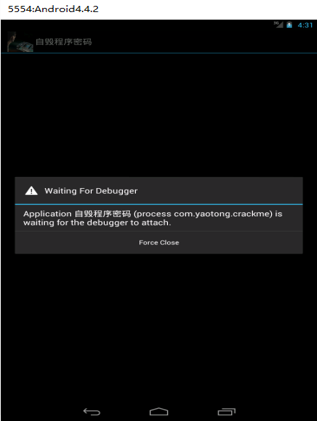 5554:Android4.4.2
4:31
自毁程序密码
Waiting For Debugger
Application 自毁程序密码 (process com.yaotong.crackme) is
waiting for the debugger to attach.
Force Close